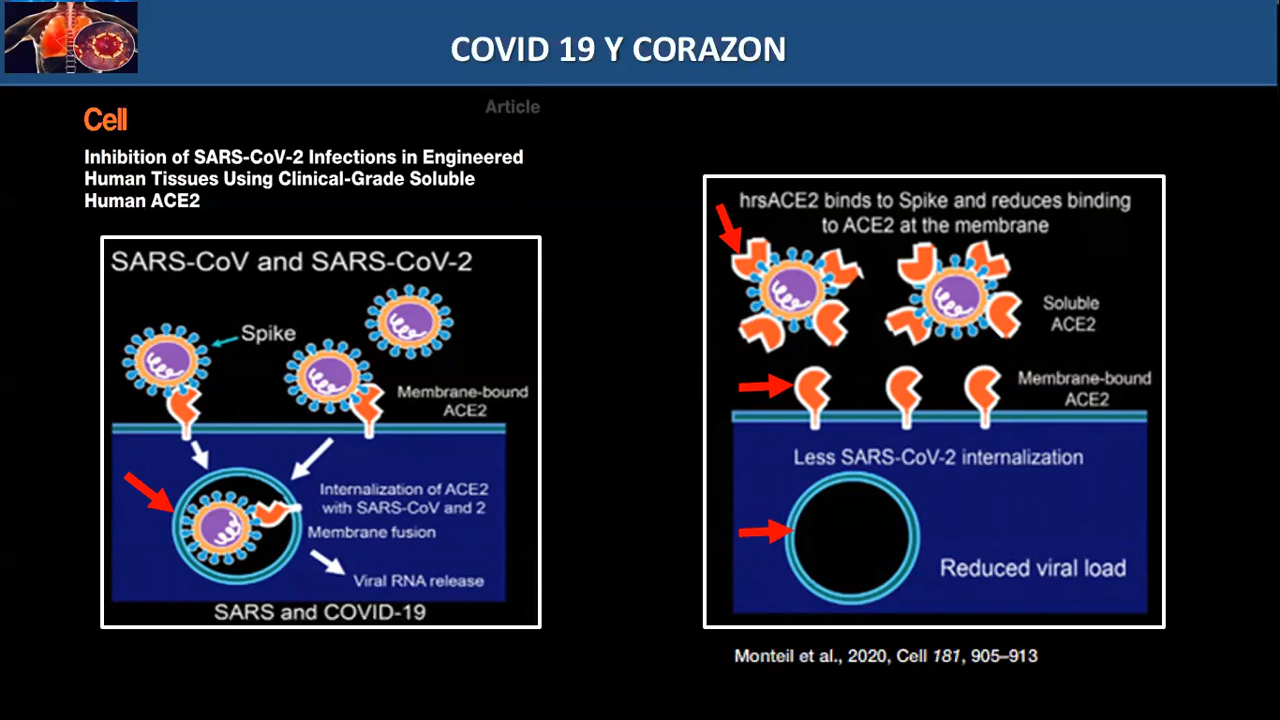 COVID 19 Y CORAZON
Article
Cell
Inhibition of SARS-CoV-2 Infections in Engineered
Human Tissues Using Clinical-Grade Soluble
Human ACE2
SARS-CoV and SARS-CoV-2
Spike
Membrane-bound
ACE2
Internalization of ACE2
with SARS-CoV and 2
Membrane fusion
Viral RNA release
SARS and COVID-19
hrsACE2 binds to Spike and reduces binding
to ACE2 at the membrane
Soluble
ACE2
Membrane-bound
ACE2
Less SARS-CoV-2 internalization
Reduced viral load
Monteil et al., 2020, Cell 181, 905–913